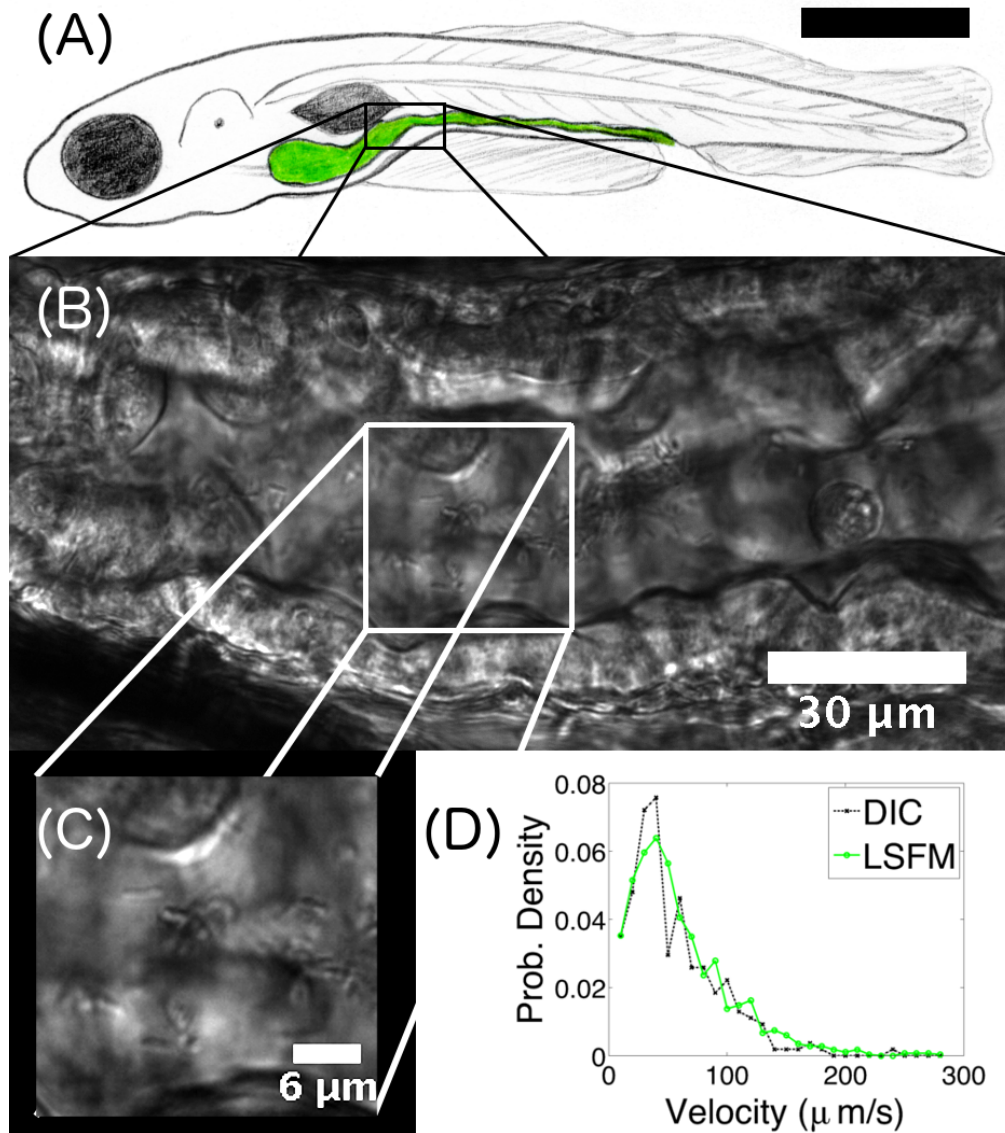 (A)
(B)
30 μm
(C)
6 μm
(D)
0.08
0.06
0.04
0.02
0
Prob. Density
DIC
LSFM
0 100 200 300
Velocity (μ m/s)